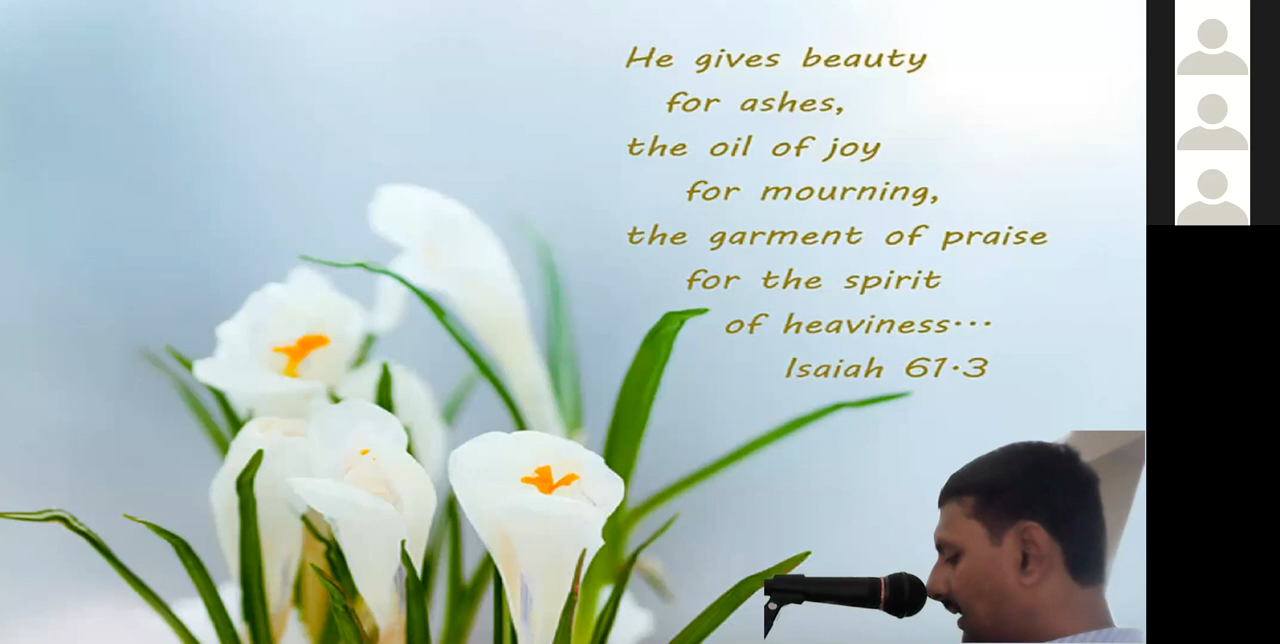 He gives beauty
for ashes,
the oil of joy
for mourning,
the garment of praise
for the spirit
of heaviness···
Isaiah 61·3